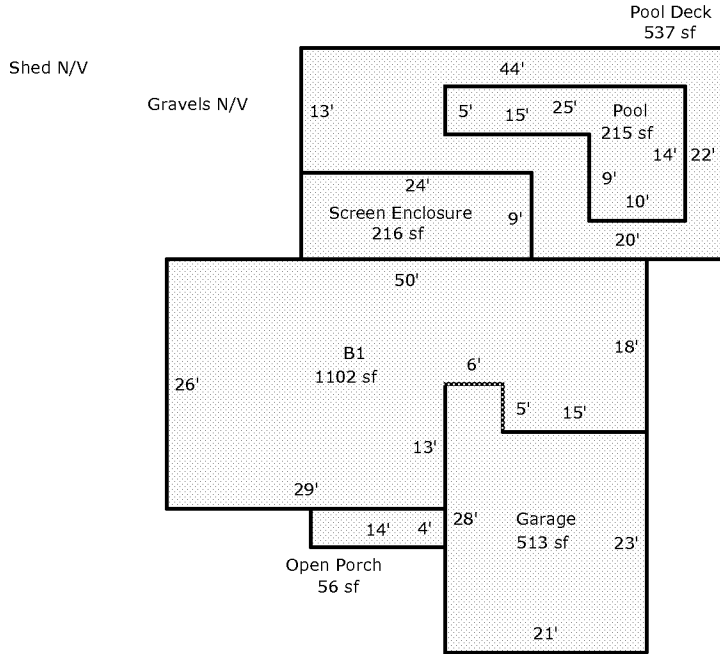 Pool Deck
537 sf
Shed N/V
44'
Gravels N/V
13'
5'
15'
25'
Pool
215 sf
14'
22'
24'
9'
10'
Screen Enclosure
216 sf
9'
20'
50'
B1
1102 sf
18'
6'
26'
5'
15'
13'
29'
14'
4'
28'
Garage
513 sf
23'
Open Porch
56 sf
21'